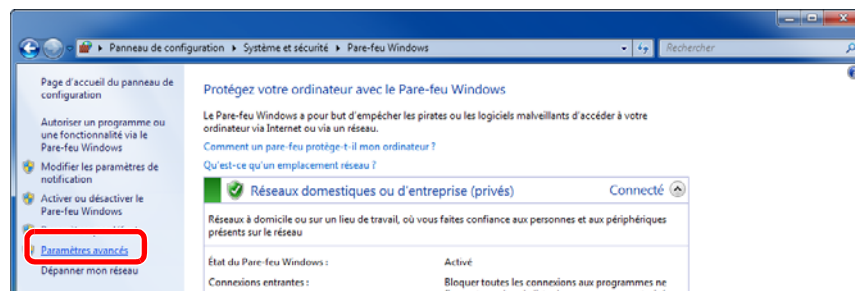 Panneau de configuration ▸ Système et sécurité ▸ Pare-feu Windows
Rechercher
Page d'accueil du panneau de
configuration
Autoriser un programme ou
une fonctionnalité via le
Pare-feu Windows
Modifier les paramètres de
notification
Activer ou désactiver le
Pare-feu Windows
Paramètres avancés
Dépanner mon réseau
Protégez votre ordinateur avec le Pare-feu Windows
Le Pare-feu Windows a pour but d'empêcher les pirates ou les logiciels malveillants d'accéder à votre
ordinateur via Internet ou via un réseau.
Comment un pare-feu protège-t-il mon ordinateur ?
Qu'est-ce qu'un emplacement réseau ?
Réseaux domestiques ou d'entreprise (privés)
Connecté
Réseaux à domicile ou sur un lieu de travail, où vous faites confiance aux personnes et aux périphériques
présents sur le réseau
État du Pare-feu Windows :
Activé
Connexions entrantes :
Bloquer toutes les connexions aux programmes ne